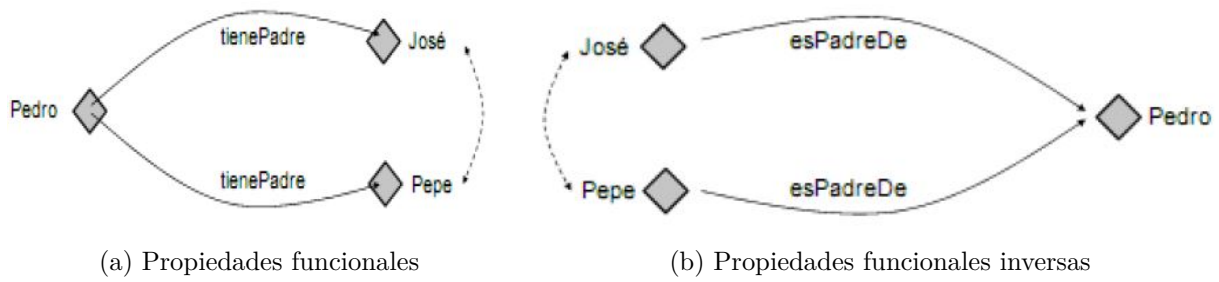 tienePadre
José
Pedro
tienePadre
Pepe
(a) Propiedades funcionales
José
esPadreDe
Pedro
Pepe
esPadreDe
(b) Propiedades funcionales inversas